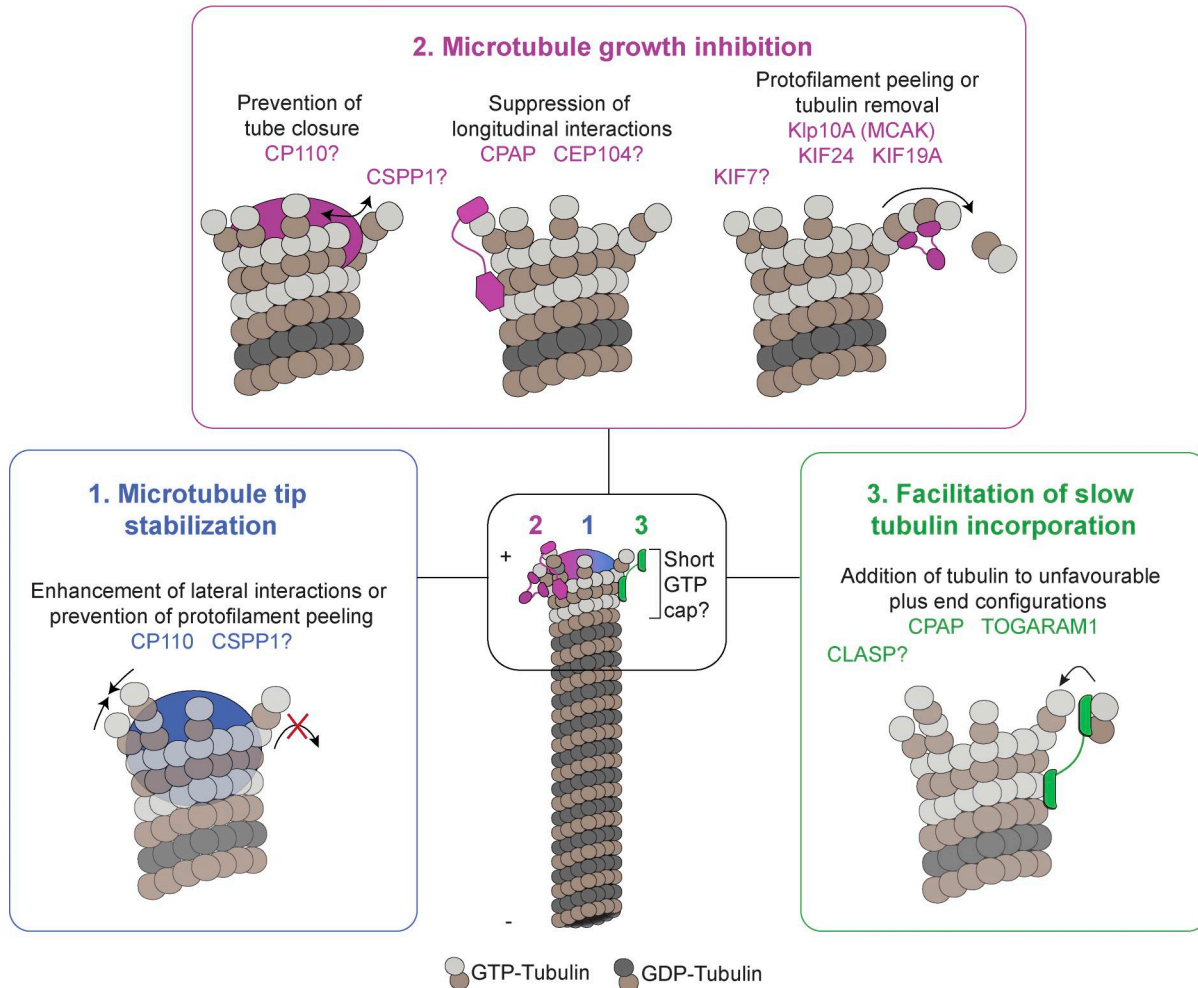 2. Microtubule growth inhibition
Prevention of
tube closure
CP110?
CSPP1?
Suppression of
longitudinal interactions
CPAP CEP104?
Protofilament peeling or
tubulin removal
Klp10A (MCAK)
KIF24 KIF19A
KIF7?
1. Microtubule tip
stabilization
Enhancement of lateral interactions or
prevention of protofilament peeling
CP110 CSPP1?
2 1 3
+
Short
GTP
cap?
-
3. Facilitation of slow
tubulin incorporation
Addition of tubulin to unfavourable
plus end configurations
CPAP TOGARAM1
CLASP?
GTP-Tubulin GDP-Tubulin